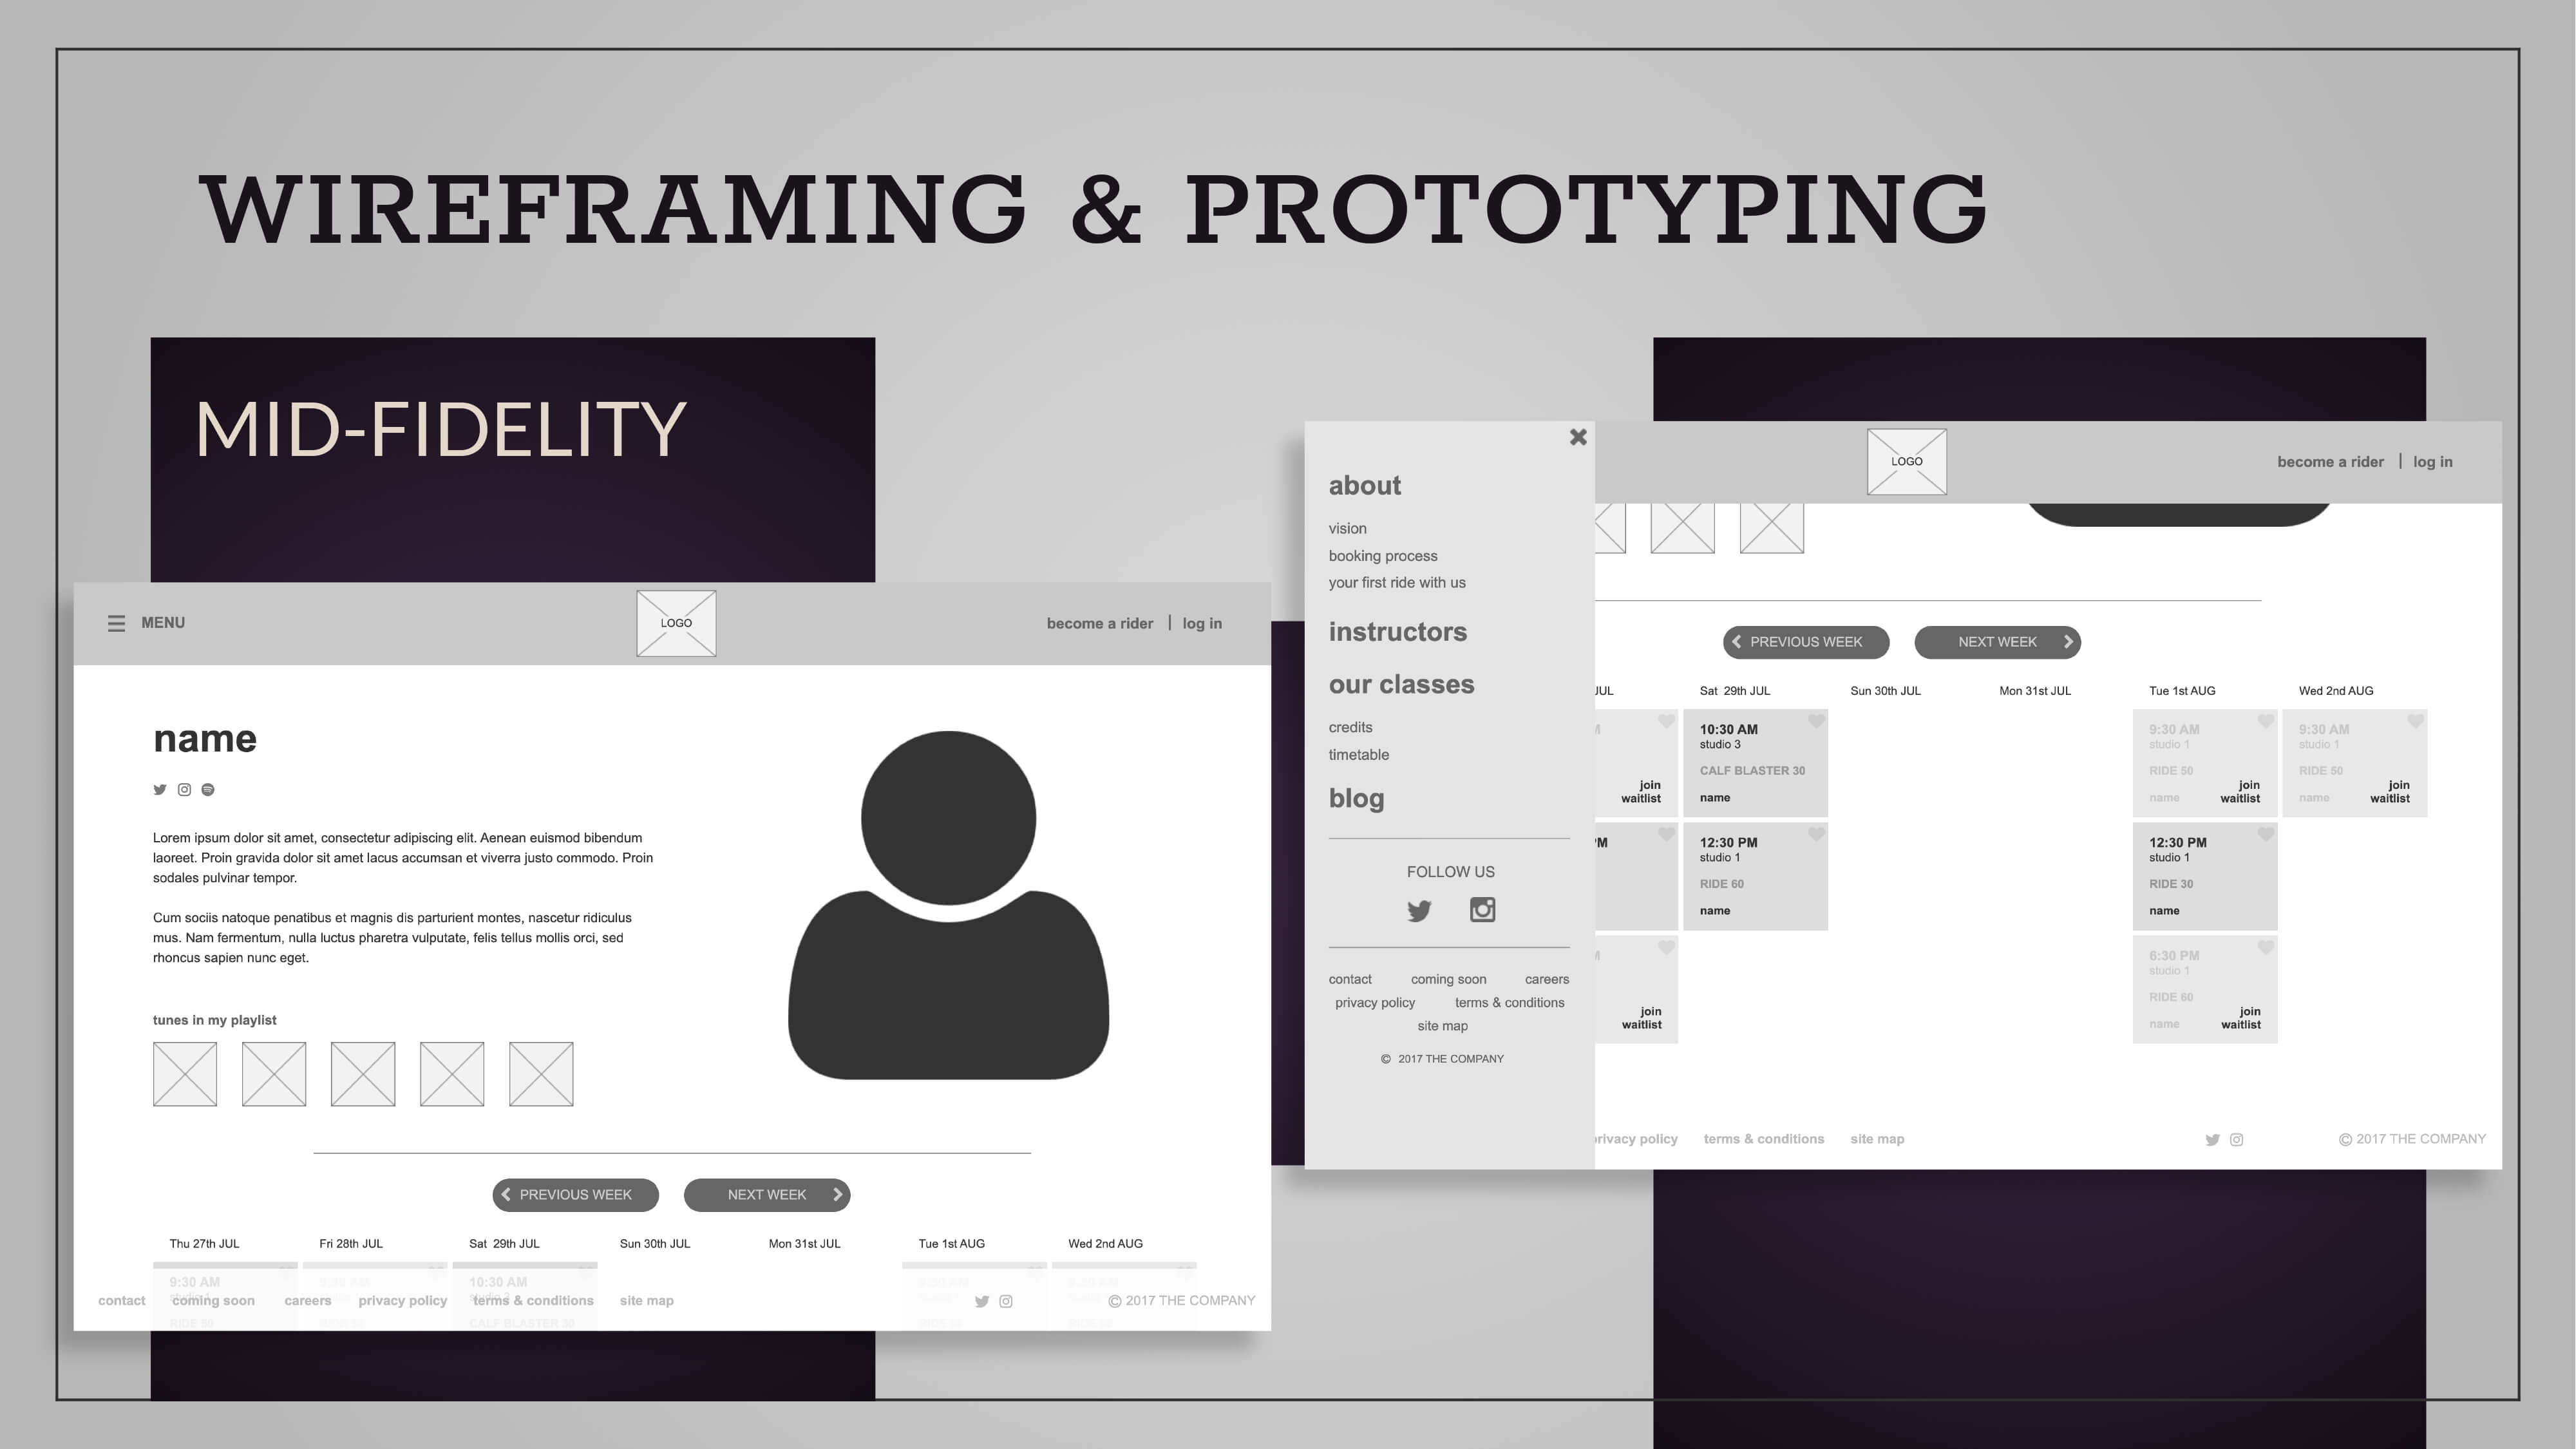 WIREFRAMING & PROTOTYPING
MID-FIDELITY
MENU
LOGO
become a rider | log in
name
Lorem ipsum dolor sit amet, consectetur adipiscing elit. Aenean euismod bibendum
laoreet. Proin gravida dolor sit amet lacus accumsan et viverra justo commodo. Proin
sodales pulvinar tempor.
Cum sociis natoque penatibus et magnis dis parturient montes, nascetur ridiculus
mus. Nam fermentum, nulla luctus pharetra vulputate, felis tellus mollis orci, sed
rhoncus sapien nunc eget.
tunes in my playlist
PREVIOUS WEEK NEXT WEEK
Thu 27th JUL Fri 28th JUL Sat 29th JUL Sun 30th JUL Mon 31st JUL Tue 1st AUG Wed 2nd AUG
9:30 AM 10:30 AM
contact coming soon careers privacy policy terms & conditions site map © 2017 THE COMPANY
RIDE 50 CALF BLASTER 30
about
vision
booking process
your first ride with us
instructors
our classes
credits
timetable
blog
FOLLOW US
contact coming soon careers
privacy policy terms & conditions
site map
© 2017 THE COMPANY
LOGO
become a rider | log in
PREVIOUS WEEK NEXT WEEK
JUL Sat 29th JUL Sun 30th JUL Mon 31st JUL Tue 1st AUG Wed 2nd AUG
join
waitlist
10:30 AM
studio 3
CALF BLASTER 30
name
9:30 AM
studio 1
RIDE 50
join
name waitlist
9:30 AM
studio 1
RIDE 50
join
name waitlist
12:30 PM
studio 1
RIDE 60
name
12:30 PM
studio 1
RIDE 30
name
join
waitlist
6:30 PM
studio 1
RIDE 60
join
name waitlist
privacy policy terms & conditions site map © 2017 THE COMPANY